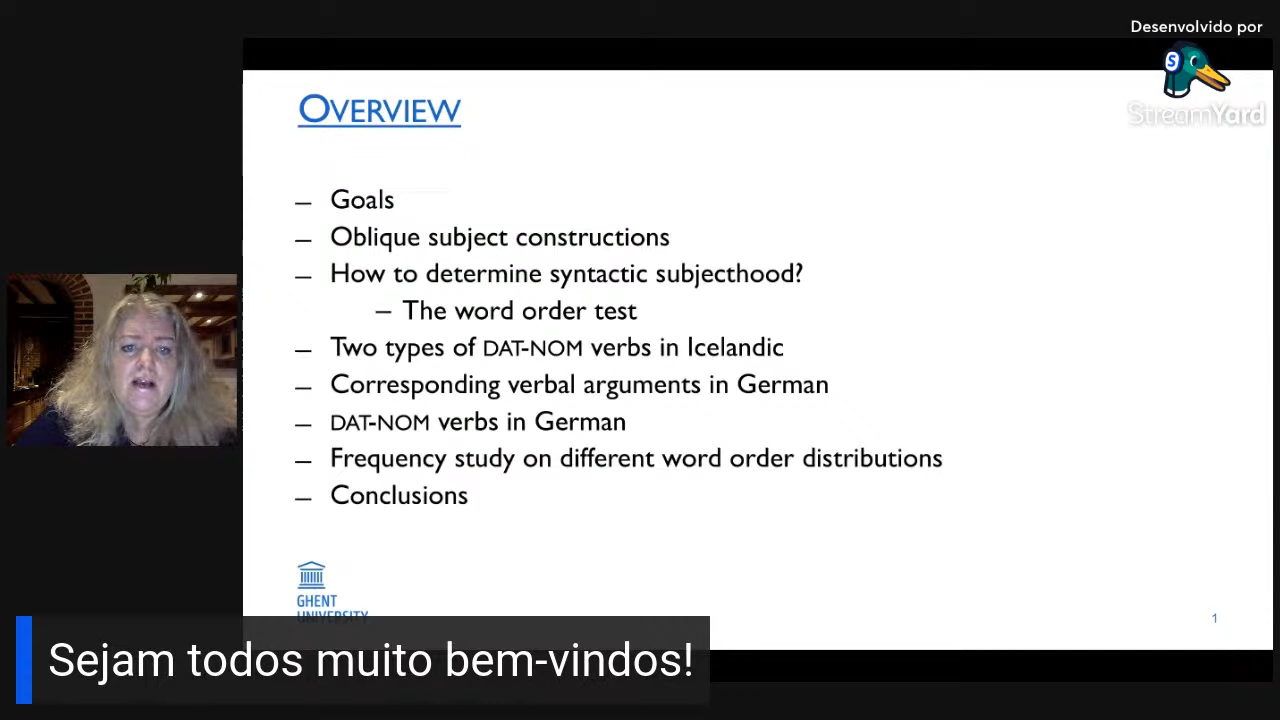 Desenvolvido por
StreamYard
OVERVIEW
– Goals
– Oblique subject constructions
– How to determine syntactic subjecthood?
– The word order test
– Two types of DAT-NOM verbs in Icelandic
– Corresponding verbal arguments in German
– DAT-NOM verbs in German
– Frequency study on different word order distributions
– Conclusions
GHENT
UNIVERSITY
1
Sejam todos muito bem-vindos!